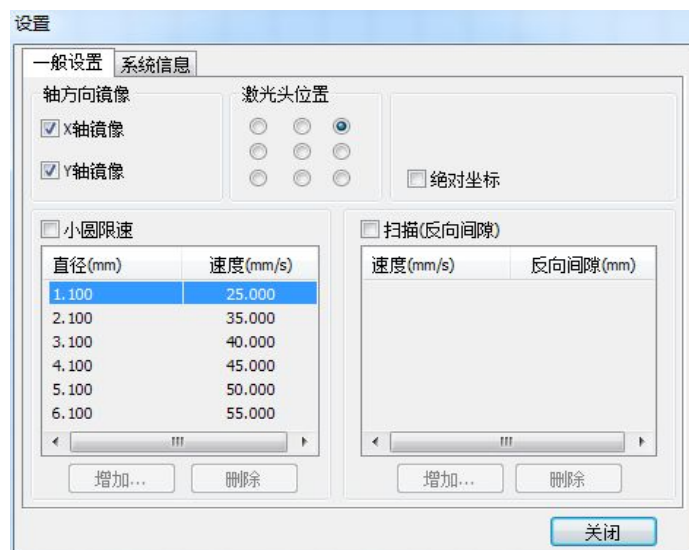 设置
一般设置 系统信息
轴方向镜像 激光头位置
X轴镜像
Y轴镜像
绝对坐标
小圆限速 扫描(反向间隙)
直径(mm) 速度(mm/s) 速度(mm/s) 反向间隙(mm)
1.100 25.000
2.100 35.000
3.100 40.000
4.100 45.000
5.100 50.000
6.100 55.000
增加... 删除 增加... 删除
关闭